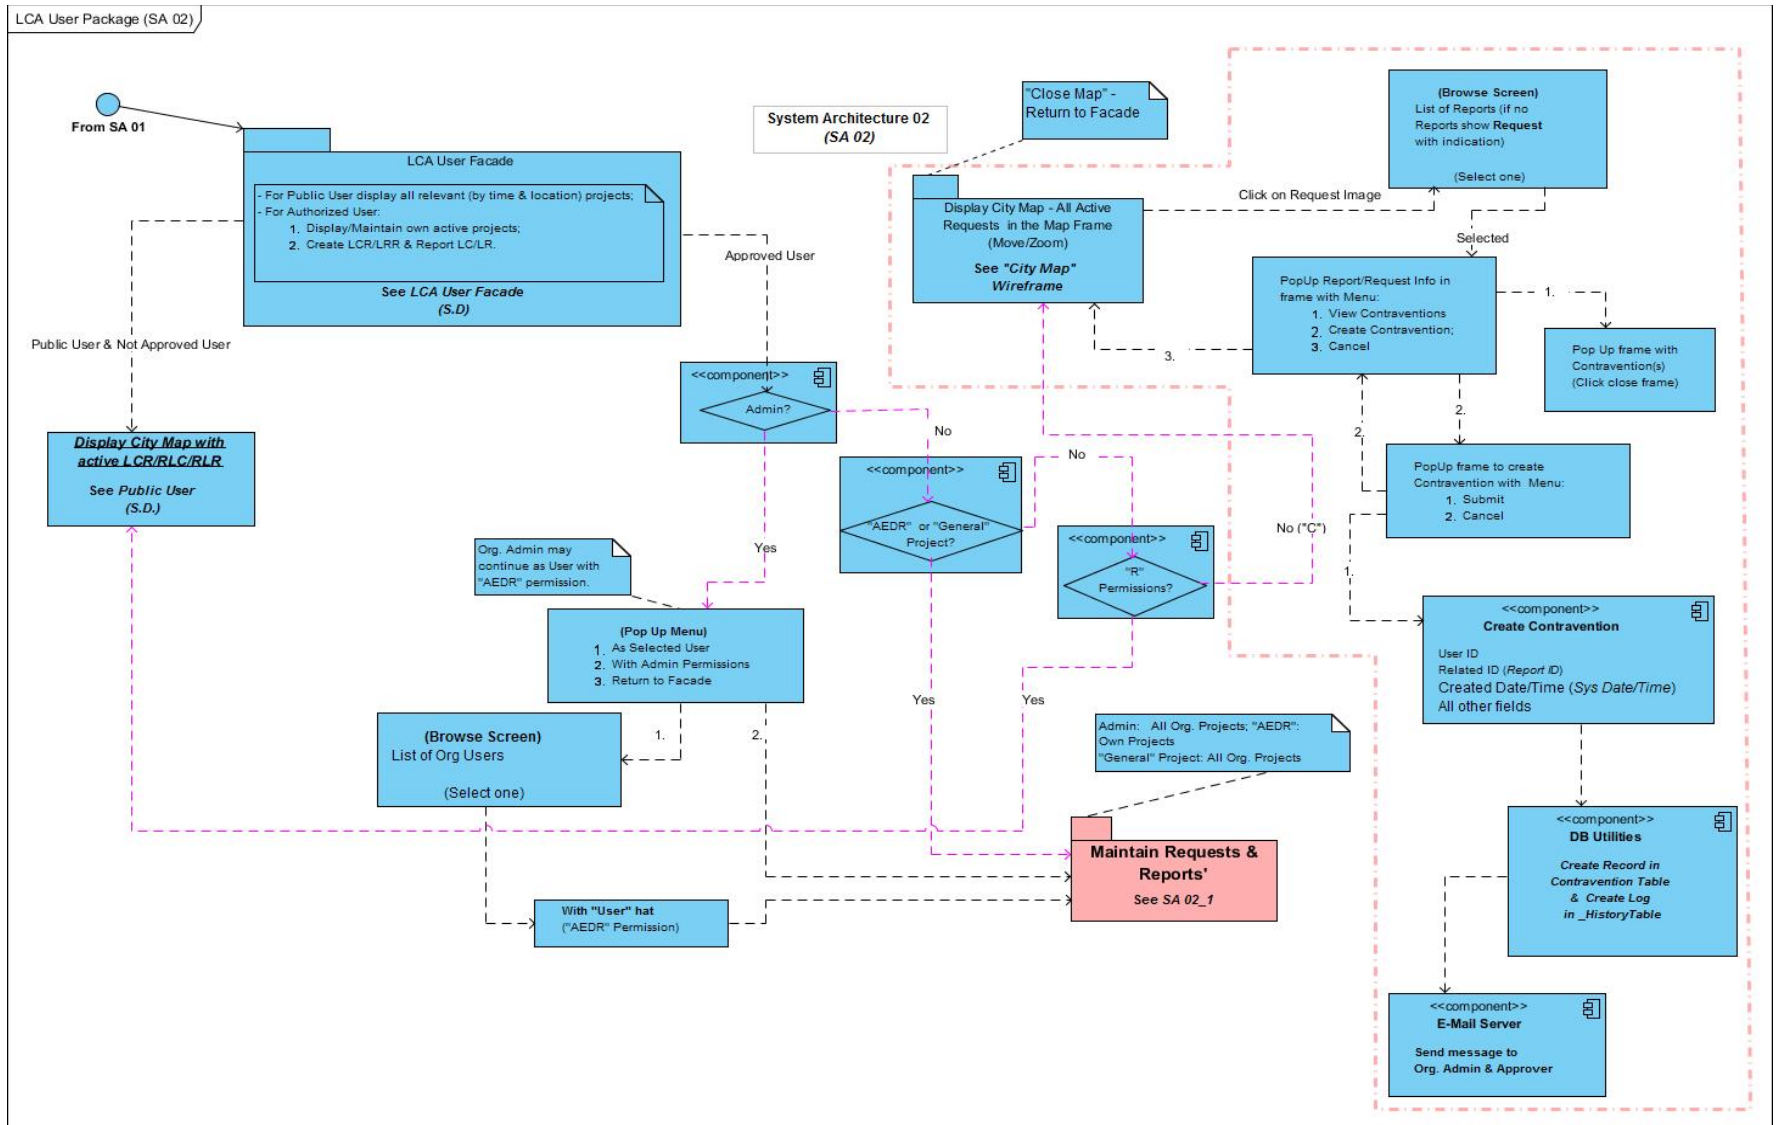 LCA User Package (SA 02)
From SA 01
System Architecture 02
(SA 02)
LCA User Facade
- For Public User display all relevant (by time & location) projects;
- For Authorized User:
1. Display/Maintain own active projects;
2. Create LCR/LRR & Report LC/LR.
See LCA User Facade
(S.D)
Approved User
Public User & Not Approved User
Display City Map with
active LCR/RLC/RLR
See Public User
(S.D.)
"Close Map" -
Return to Facade
Display City Map - All Active
Requests in the Map Frame
(Move/Zoom)
See "City Map"
Wireframe
Click on Request Image
(Browse Screen)
List of Reports (if no
Reports show Request
with indication)
(Select one)
Selected
PopUp Report/Request Info in
frame with Menu:
1. View Contraventions
2. Create Contravention;
3. Cancel
1.
3.
Pop Up frame with
Contravention(s)
(Click close frame)
2.
2.
PopUp frame to create
Contravention with Menu:
1. Submit
2. Cancel
1.
<<component>>
Admin?
No
Yes
<<component>>
"AEDR" or "General"
Project?
No
Yes
<<component>>
"R"
Permissions?
No ("C")
Yes
Org. Admin may
continue as User with
"AEDR" permission.
(Pop Up Menu)
1. As Selected User
2. With Admin Permissions
3. Return to Facade
1.
2.
(Browse Screen)
List of Org Users
(Select one)
With "User" hat
("AEDR" Permission)
Admin: All Org. Projects; "AEDR":
Own Projects
"General" Project: All Org. Projects
Maintain Requests &
Reports'
See SA 02_1
<<component>>
Create Contravention
User ID
Related ID (Report ID)
Created Date/Time (Sys Date/Time)
All other fields
<<component>>
DB Utilities
Create Record in
Contravention Table
& Create Log
in _HistoryTable
<<component>>
E-Mail Server
Send message to
Org. Admin & Approver